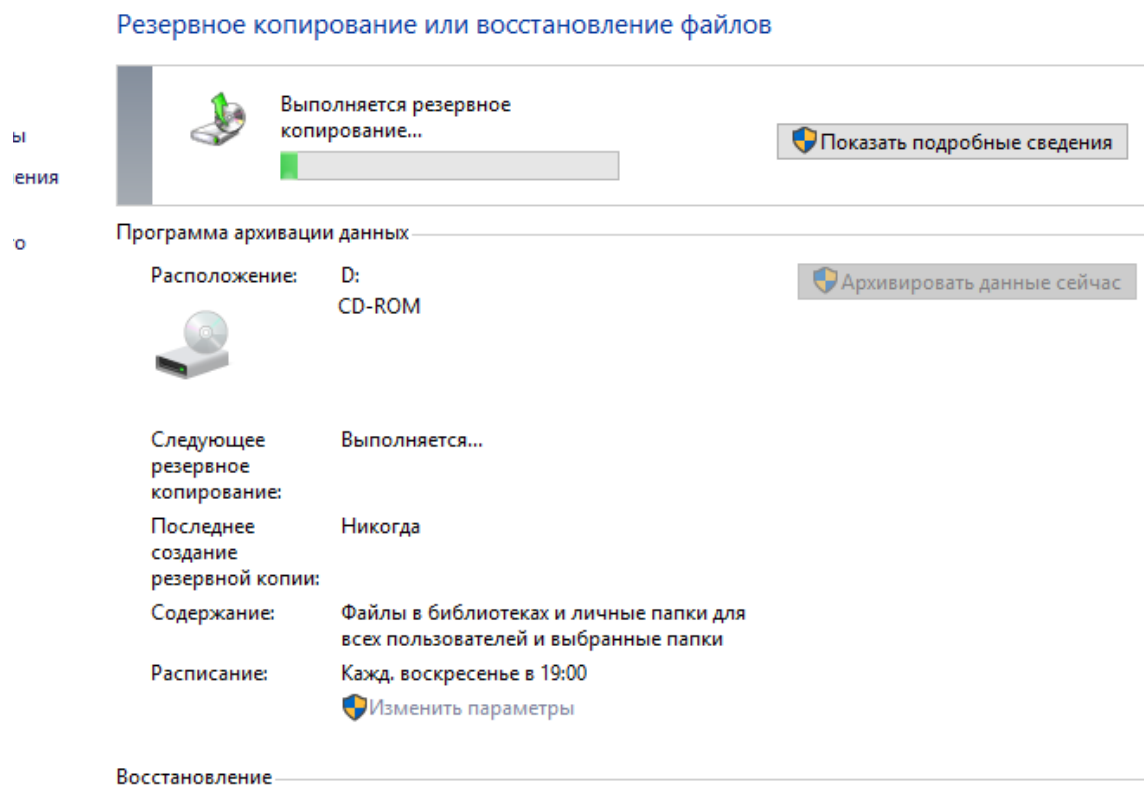 Резервное копирование или восстановление файлов
Выполняется резервное
копирование...
Показать подробные сведения
ы
ения
о
Программа архивации данных
Расположение:
D:
CD-ROM
Архивировать данные сейчас
Следующее
резервное
копирование:
Выполняется...
Последнее
создание
резервной копии:
Никогда
Содержание:
Файлы в библиотеках и личные папки для
всех пользователей и выбранные папки
Расписание:
Кажд. воскресенье в 19:00
Изменить параметры
Восстановление